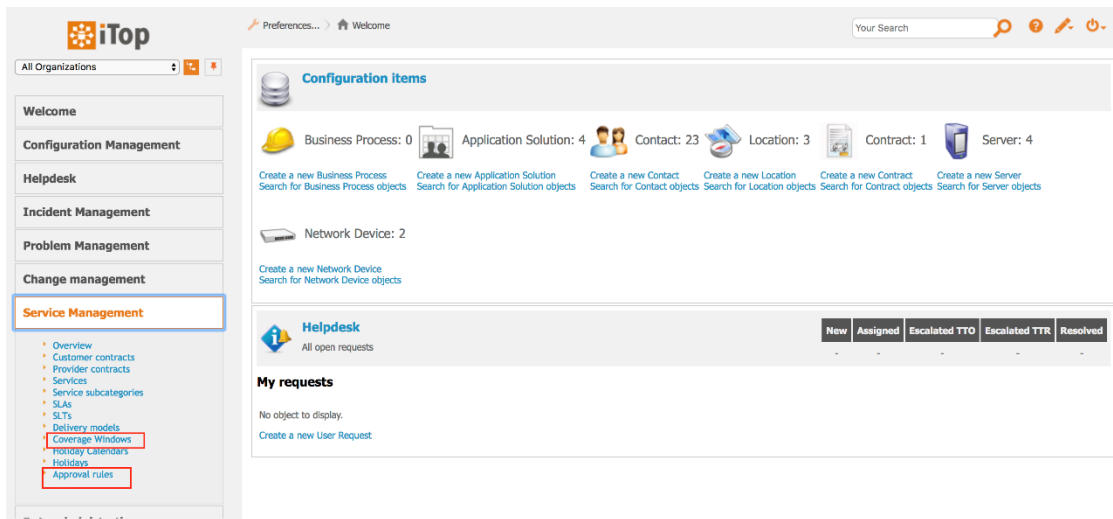 iTop
Preferences... Welcome
Your Search
All Organizations
Welcome
Configuration Management
Helpdesk
Incident Management
Problem Management
Change management
Service Management
Overview
Customer contracts
Provider contracts
Services
Service subcategories
SLAs
SLTs
Delivery models
Coverage Windows
Holiday Calendars
Holidays
Approval rules
Configuration items
Business Process: 0 Application Solution: 4 Contact: 23 Location: 3 Contract: 1 Server: 4
Create a new Business Process Create a new Application Solution Create a new Contact Create a new Location Create a new Contract Create a new Server
Search for Business Process objects Search for Application Solution objects Search for Contact objects Search for Location objects Search for Contract objects Search for Server objects
Network Device: 2
Create a new Network Device
Search for Network Device objects
Helpdesk
All open requests
New Assigned Escalated TTO Escalated TTR Resolved
- - - - -
My requests
No object to display.
Create a new User Request